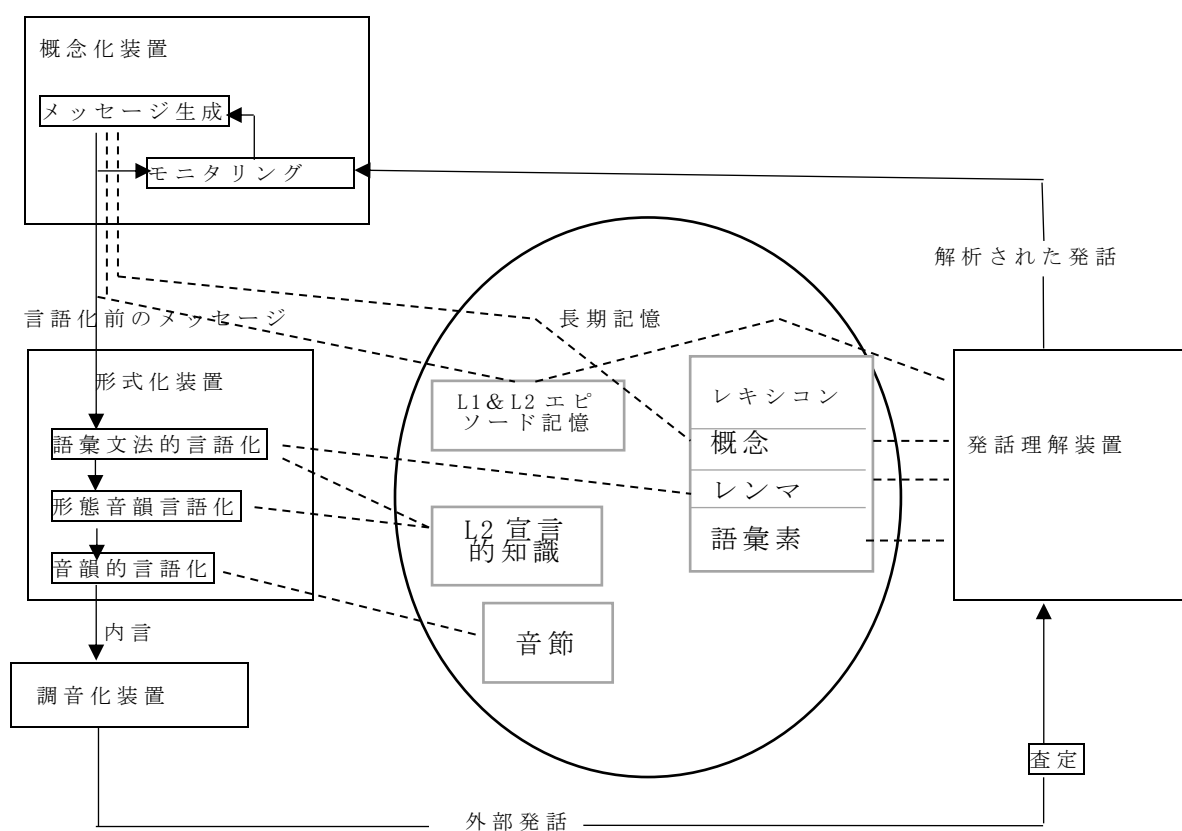 概念化装置
メッセージ生成
モニタリング
解析された発話
言語化前のメッセージ
長期記憶
形式化装置
L1＆L2 エピ
ソード記憶
レキシコン
概念
レンマ
語彙素
発話理解装置
語彙文法的言語化
形態音韻言語化
音韻的言語化
L2 宣言
的知識
音節
内言
調音化装置
査定
外部発話